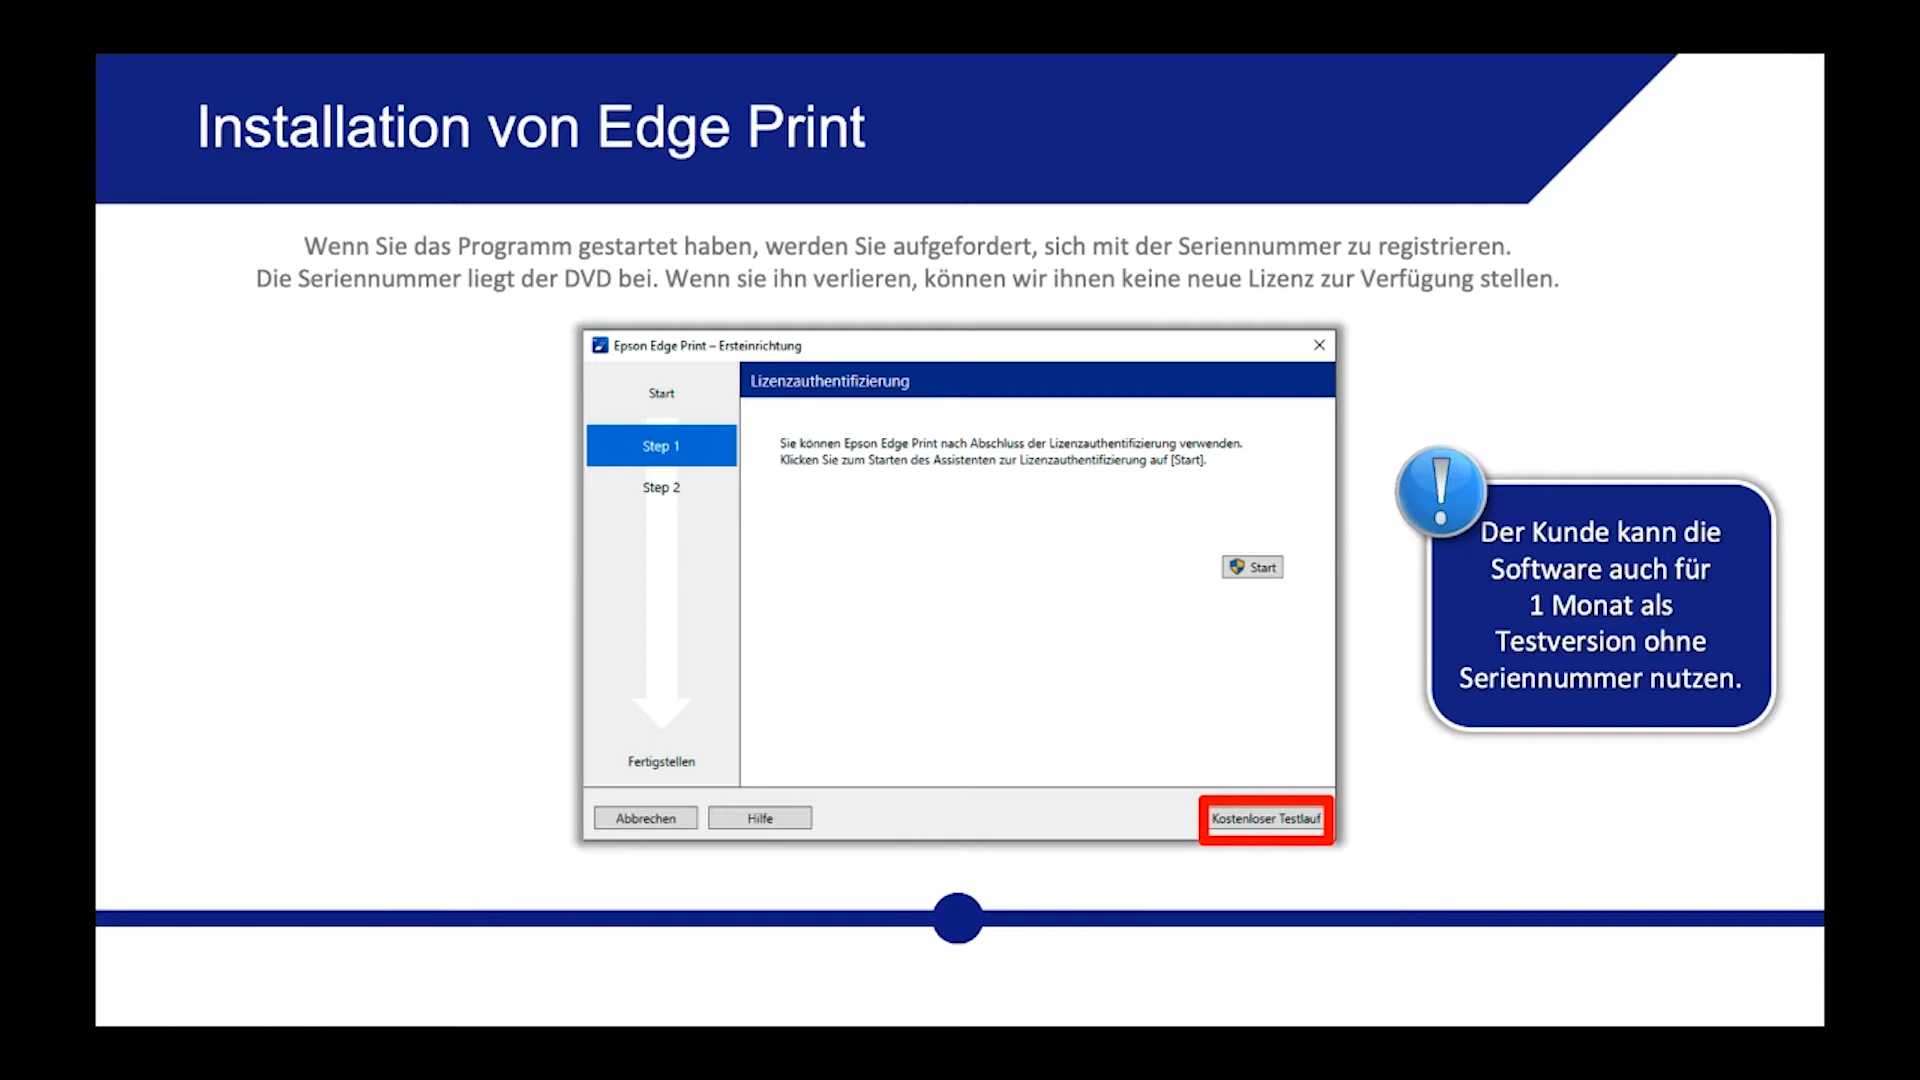 Installation von Edge Print
Wenn Sie das Programm gestartet haben, werden Sie aufgefordert, sich mit der Seriennummer zu registrieren.
Die Seriennummer liegt der DVD bei. Wenn sie ihn verlieren, können wir ihnen keine neue Lizenz zur Verfügung stellen.
Epson Edge Print – Ersteinrichtung
Start
Step 1
Step 2
Fertigstellen
Lizenzauthentifizierung
Sie können Epson Edge Print nach Abschluss der Lizenzauthentifizierung verwenden.
Klicken Sie zum Starten des Assistenten zur Lizenzauthentifizierung auf [Start].
Start
Abbrechen
Hilfe
Kostenloser Testlauf
Der Kunde kann die
Software auch für
1 Monat als
Testversion ohne
Seriennummer nutzen.